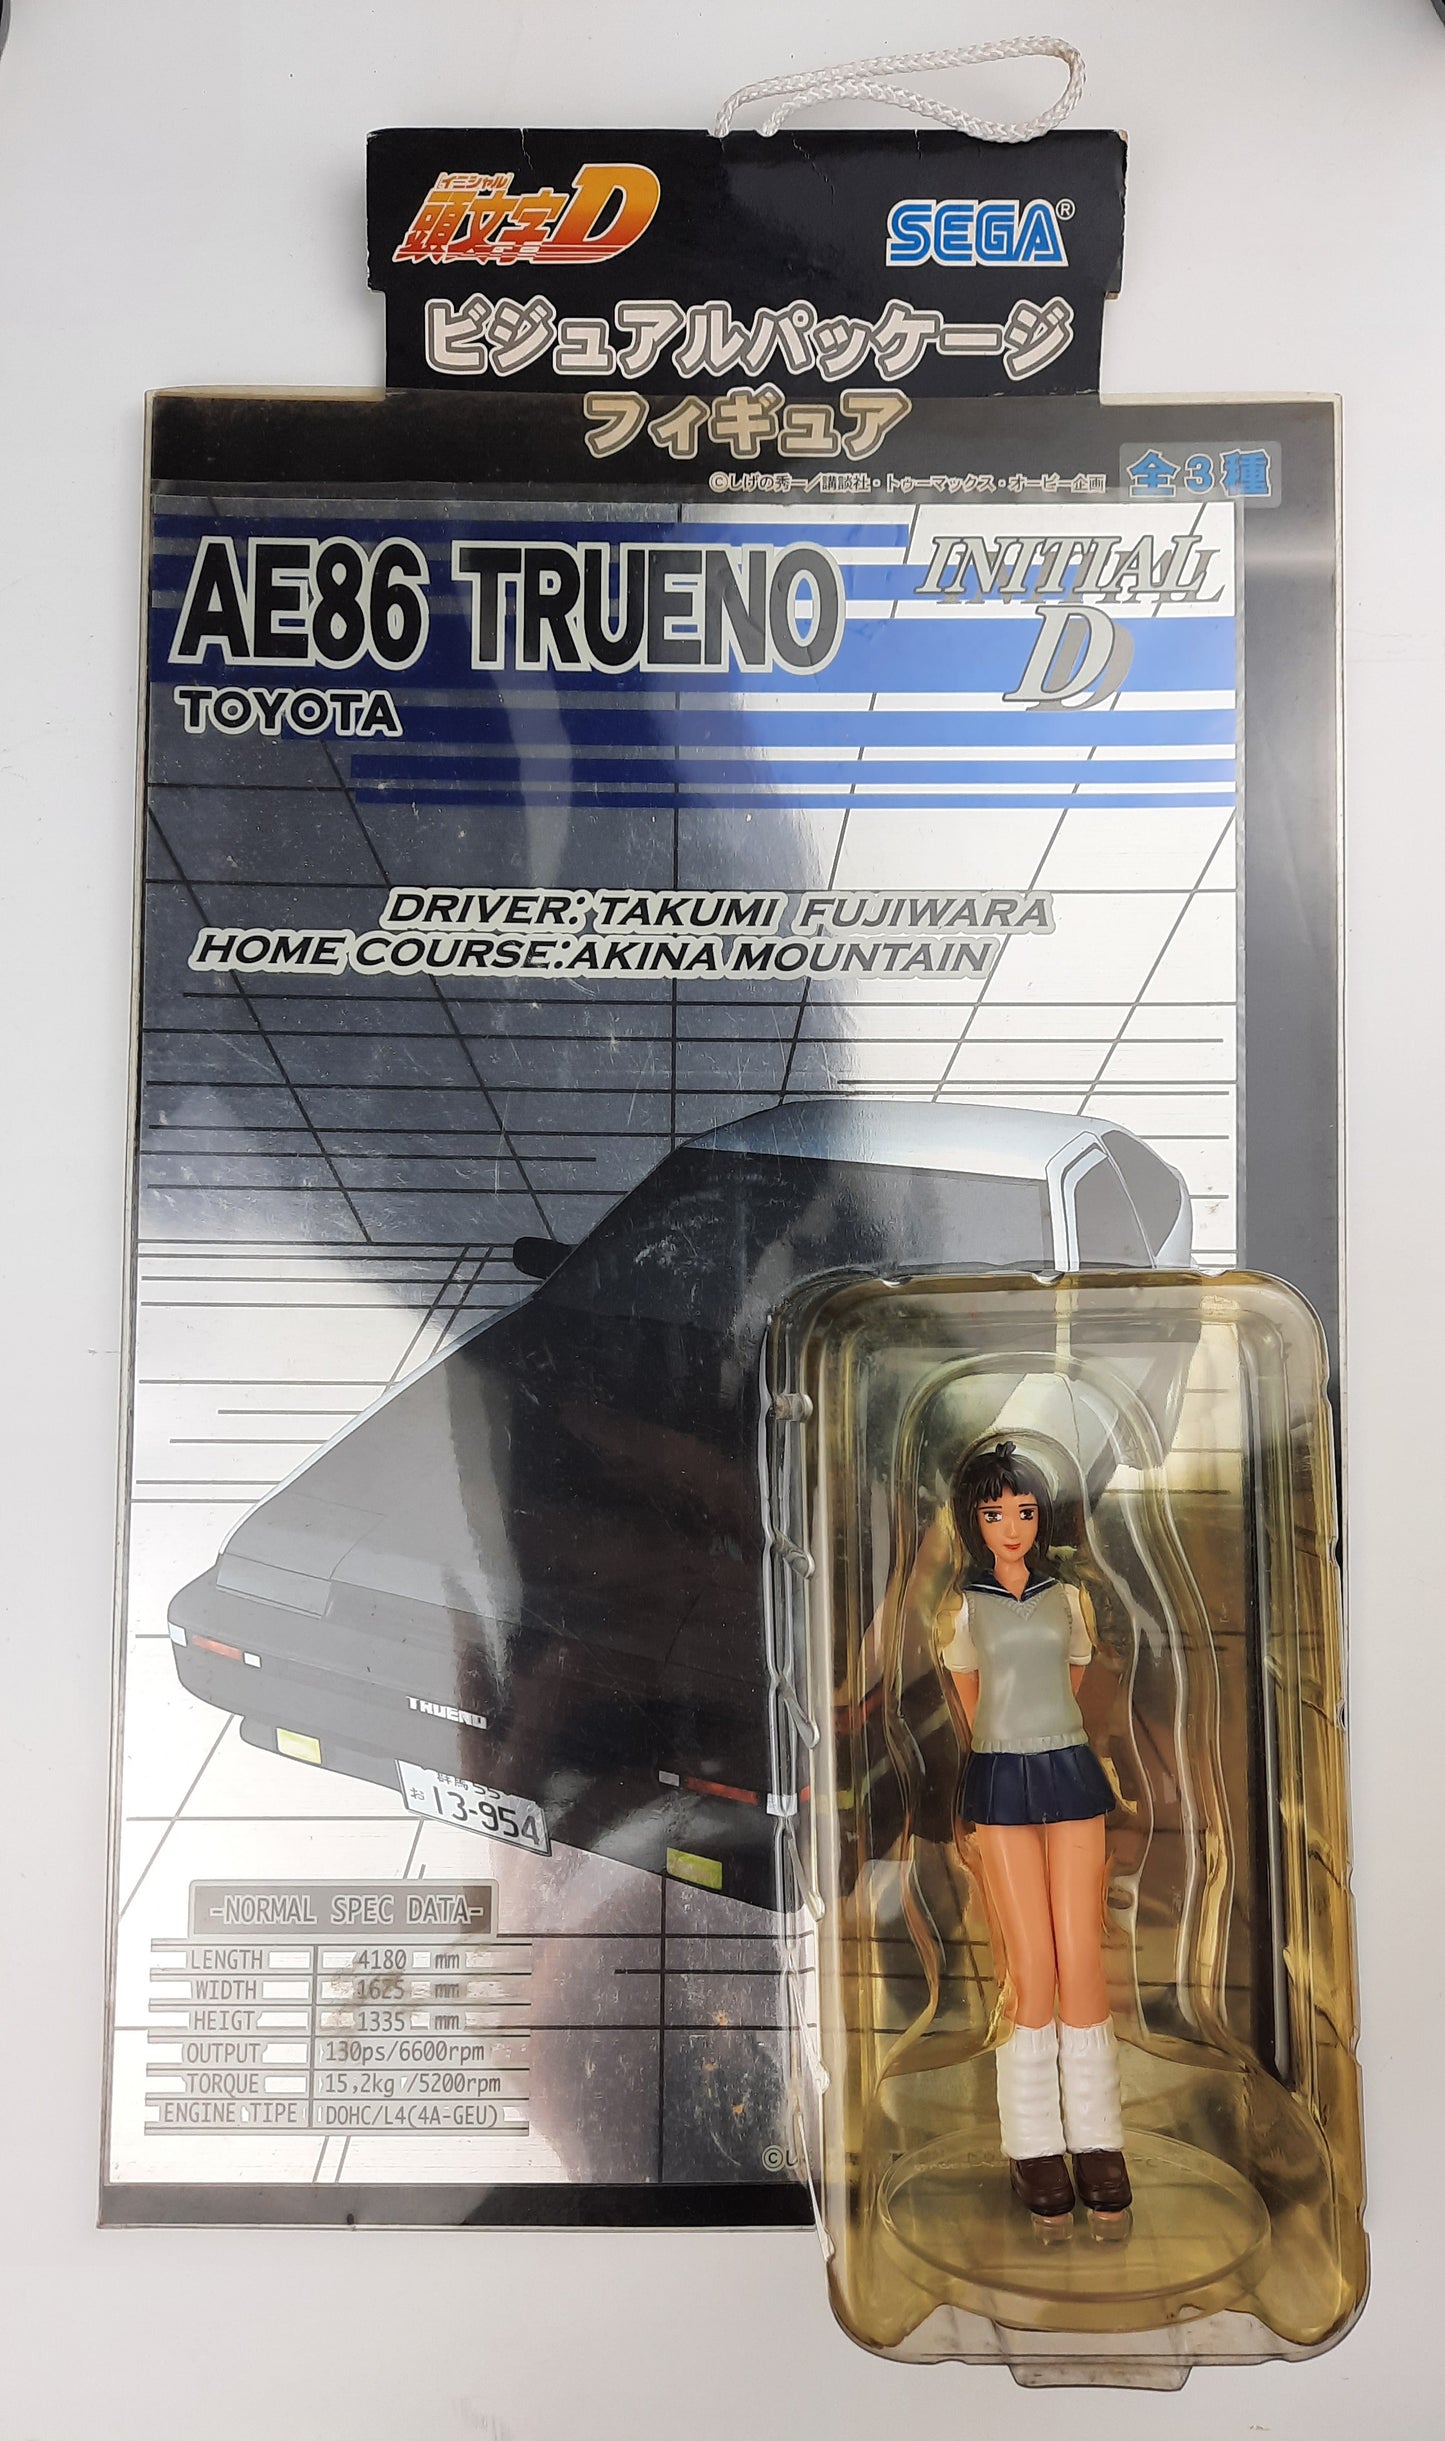 イニシャル
頭文字D
SEGA®
ビジュアルパッケージ
フィギュア
©しげの秀一/講談社・トゥーマックス・オービー企画
全3種
AE86 TRUENO
INITIAL
D
TOYOTA
DRIVER: TAKUMI FUJIWARA
HOME COURSE:AKINA MOUNTAIN
TRUENO
群馬 55
お 13-954
-NORMAL SPEC DATA-
LENGTH 4180 mm
WIDTH 1625 mm
HEIGT 1335 mm
OUTPUT 130ps/6600rpm
TORQUE 15,2kg /5200rpm
ENGINE TIPE DOHC/L4(4A-GEU)